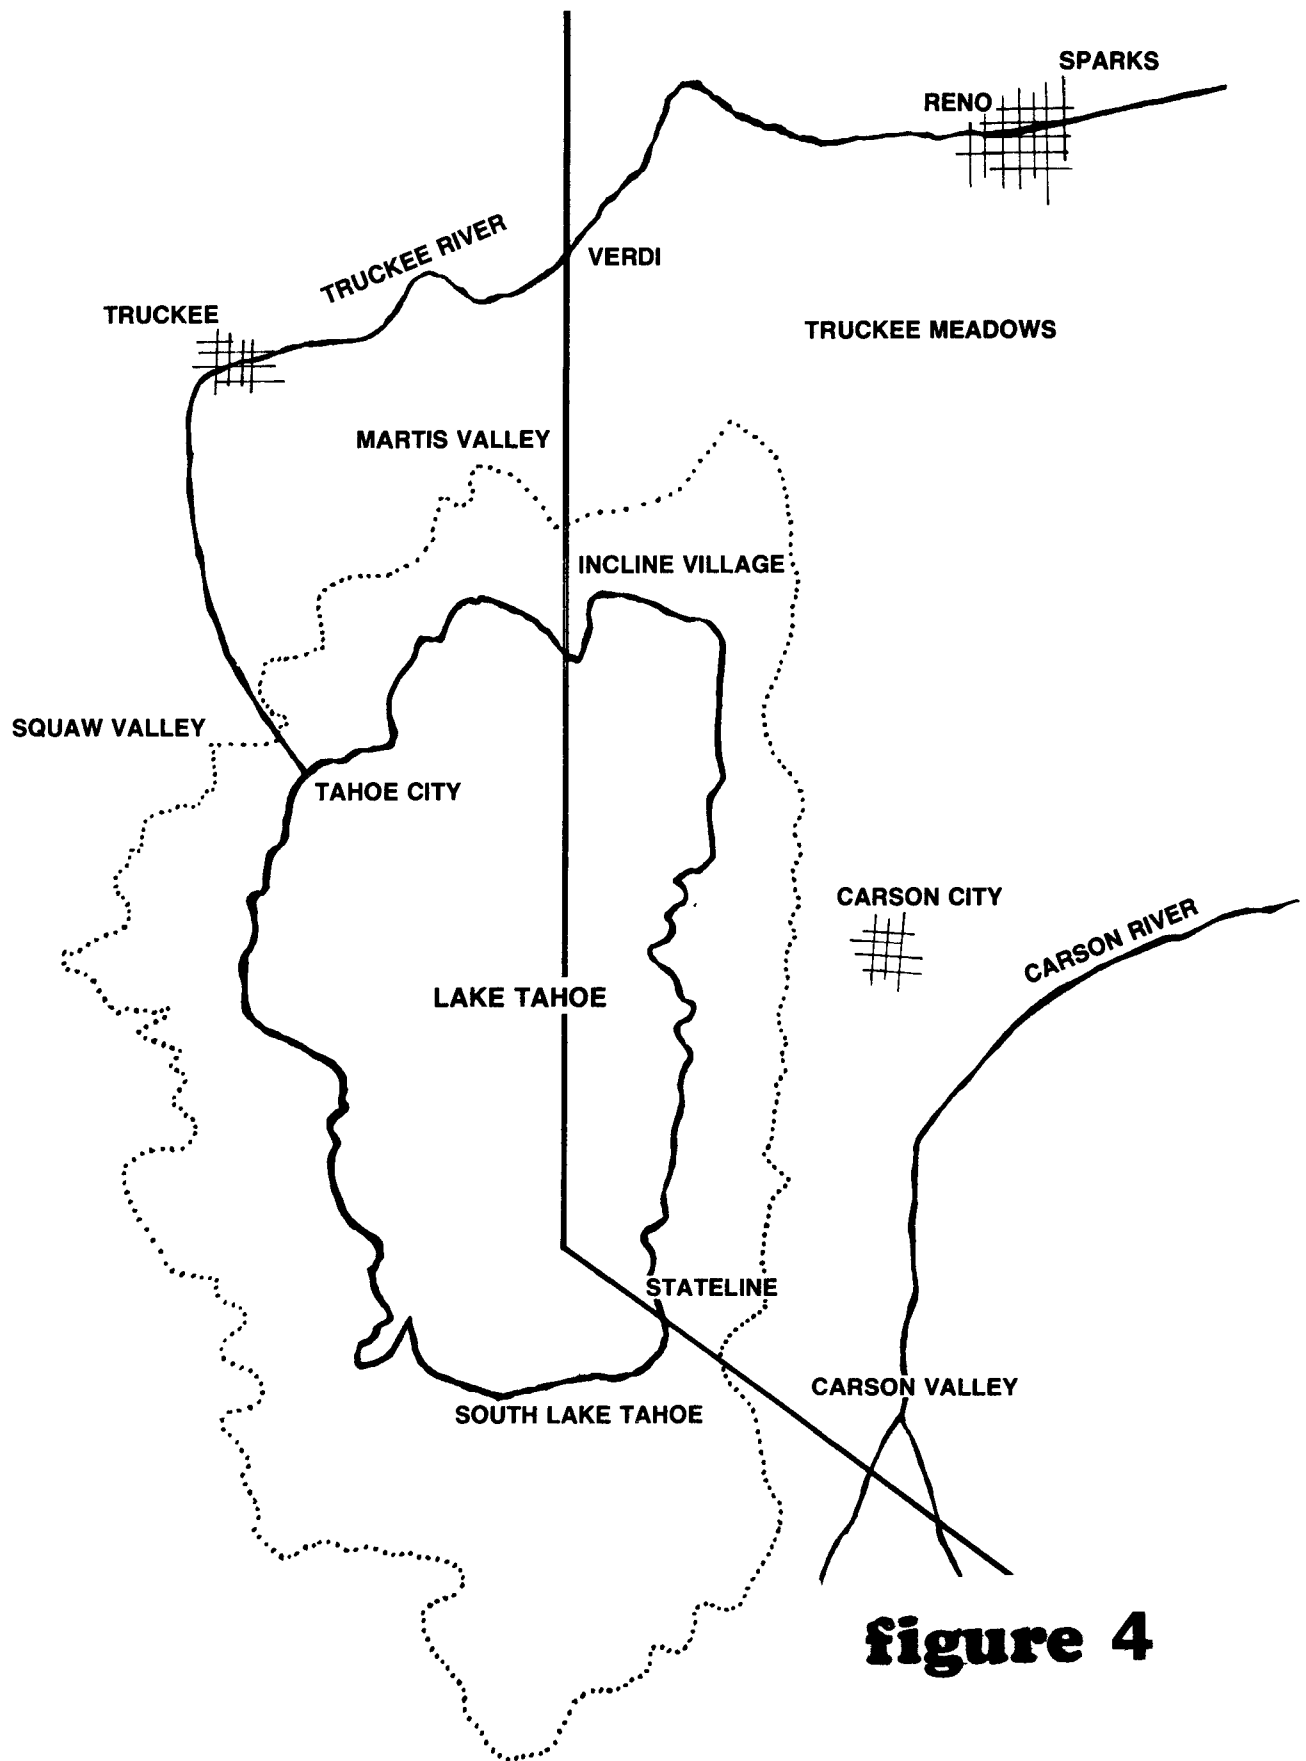 SPARKS
RENO
TRUCKEE RIVER
VERDI
TRUCKEE
TRUCKEE MEADOWS
MARTIS VALLEY
INCLINE VILLAGE
SQUAW VALLEY
TAHOE CITY
CARSON CITY
CARSON RIVER
LAKE TAHOE
STATELINE
CARSON VALLEY
SOUTH LAKE TAHOE
figure 4